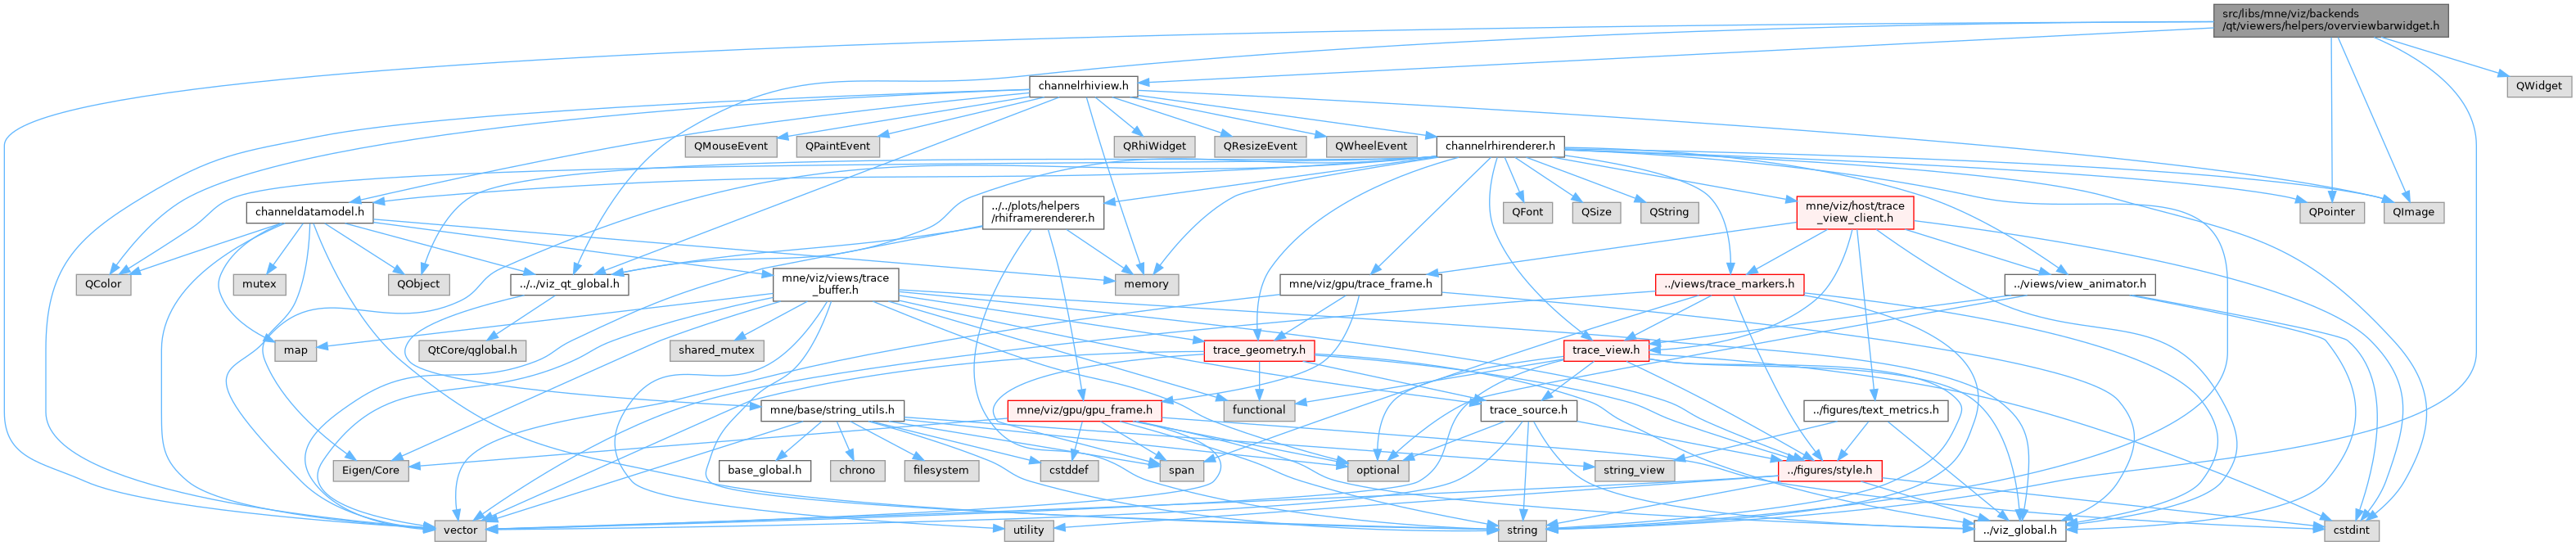 src/libs/mne/viz/backends
/qt/viewers/helpers/overviewbarwidget.h
channelrhiview.h
QWidget
QMouseEvent
QPaintEvent
QRhiWidget
QResizeEvent
QWheelEvent
channelrhirenderer.h
channeldatamodel.h
../../plots/helpers
/rhiframerenderer.h
QFont
QSize
QString
mne/viz/host/trace
_view_client.h
QPointer
QImage
QColor
mutex
QObject
../../viz_qt_global.h
mne/viz/views/trace
_buffer.h
memory
mne/viz/gpu/trace_frame.h
../views/trace_markers.h
../views/view_animator.h
map
QtCore/qglobal.h
shared_mutex
trace_geometry.h
trace_view.h
mne/base/string_utils.h
mne/viz/gpu/gpu_frame.h
functional
trace_source.h
../figures/text_metrics.h
Eigen/Core
base_global.h
chrono
filesystem
cstddef
span
optional
string_view
../figures/style.h
vector
utility
string
../viz_global.h
cstdint